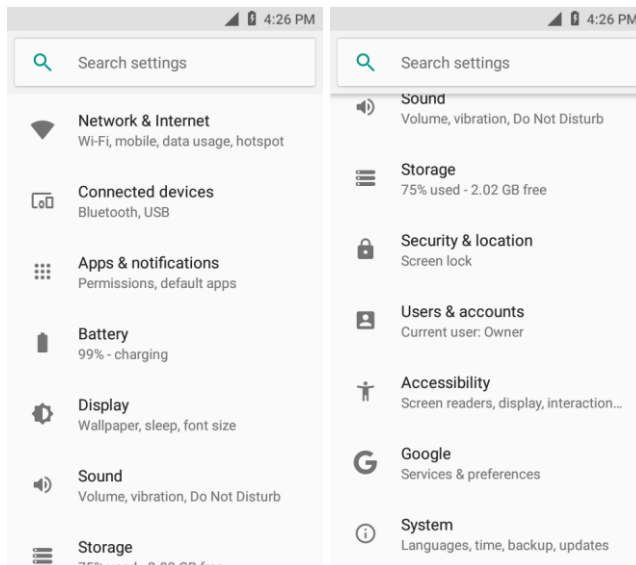 4:26 PM
Search settings
Network & Internet
Wi-Fi, mobile, data usage, hotspot
Connected devices
Bluetooth, USB
Apps & notifications
Permissions, default apps
Battery
99% - charging
Display
Wallpaper, sleep, font size
Sound
Volume, vibration, Do Not Disturb
Storage
4:26 PM
Search settings
Sound
Volume, vibration, Do Not Disturb
Storage
75% used - 2.02 GB free
Security & location
Screen lock
Users & accounts
Current user: Owner
Accessibility
Screen readers, display, interaction...
Google
Services & preferences
System
Languages, time, backup, updates